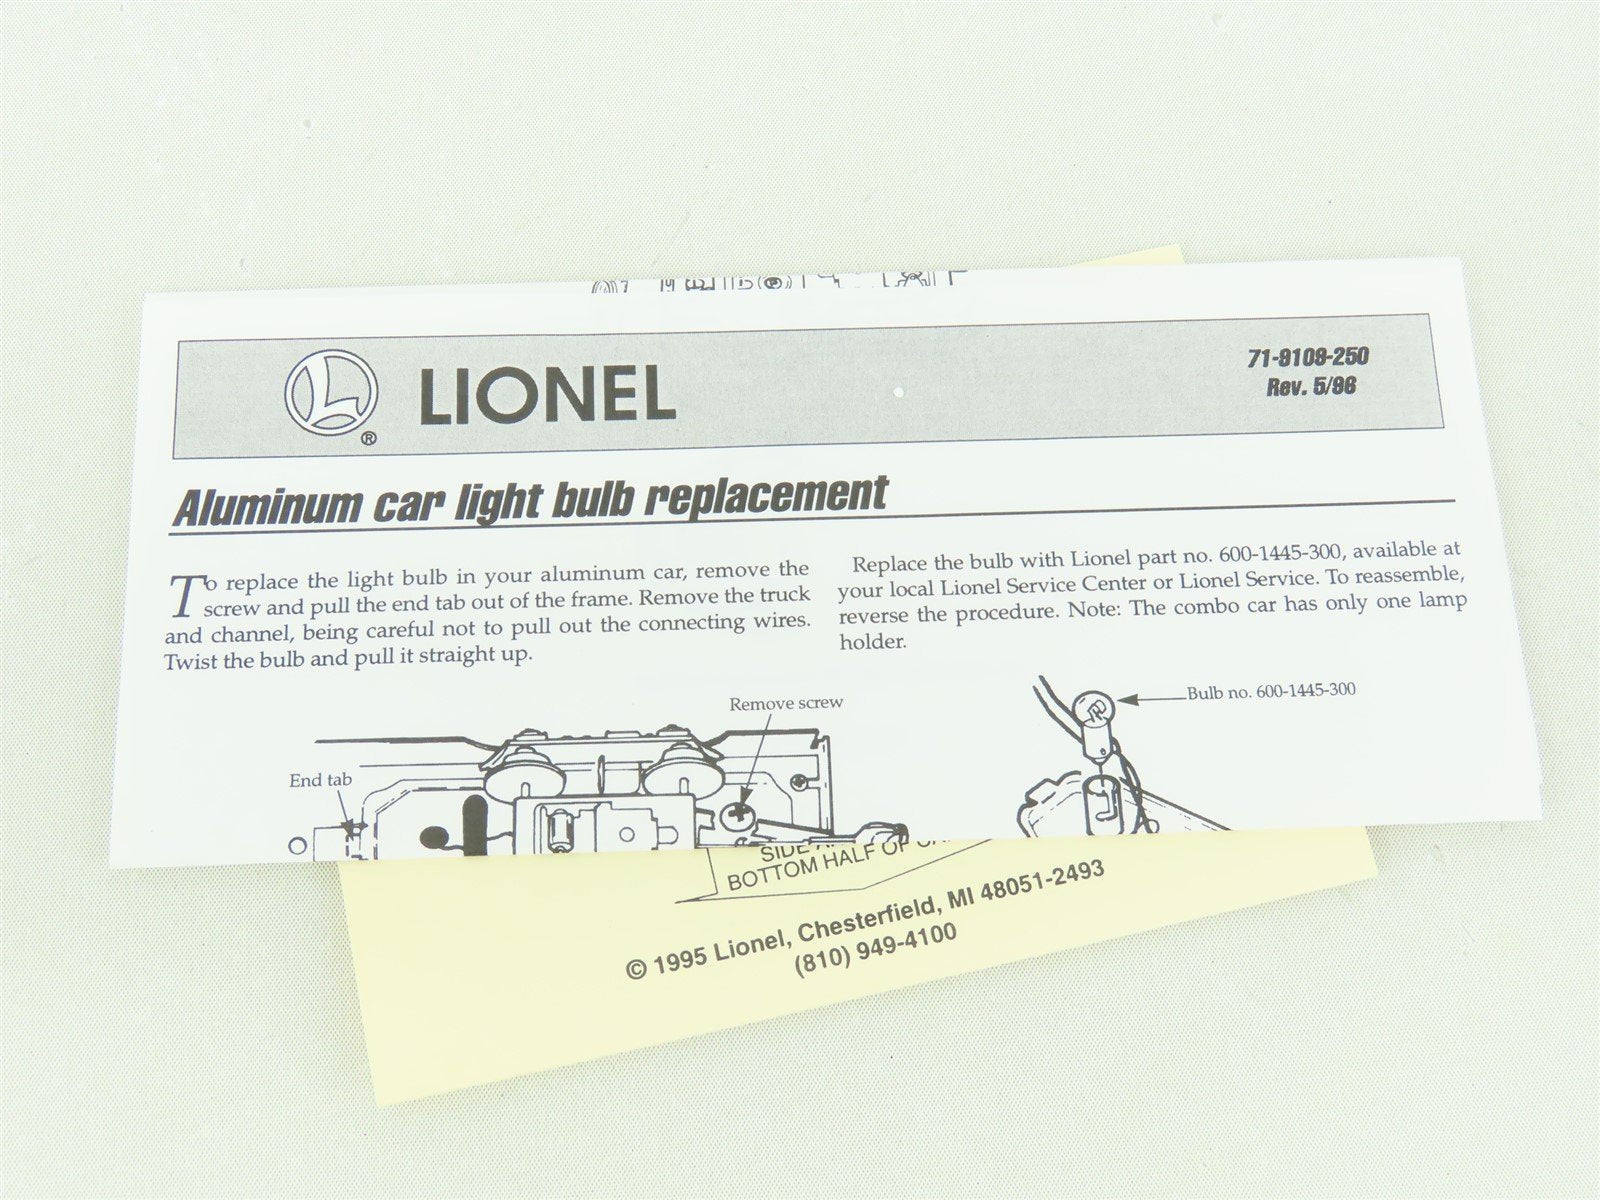 LIONEL
®
71-9109-250
Rev. 5/96
Aluminum car light bulb replacement
To replace the light bulb in your aluminum car, remove the
screw and pull the end tab out of the frame. Remove the truck
and channel, being careful not to pull out the connecting wires.
Twist the bulb and pull it straight up.
Replace the bulb with Lionel part no. 600-1445-300, available at
your local Lionel Service Center or Lionel Service. To reassemble,
reverse the procedure. Note: The combo car has only one lamp
holder.
Remove screw
End tab
Bulb no. 600-1445-300
SIDE
BOTTOM HALF OF
© 1995 Lionel, Chesterfield, MI 48051-2493
(810) 949-4100